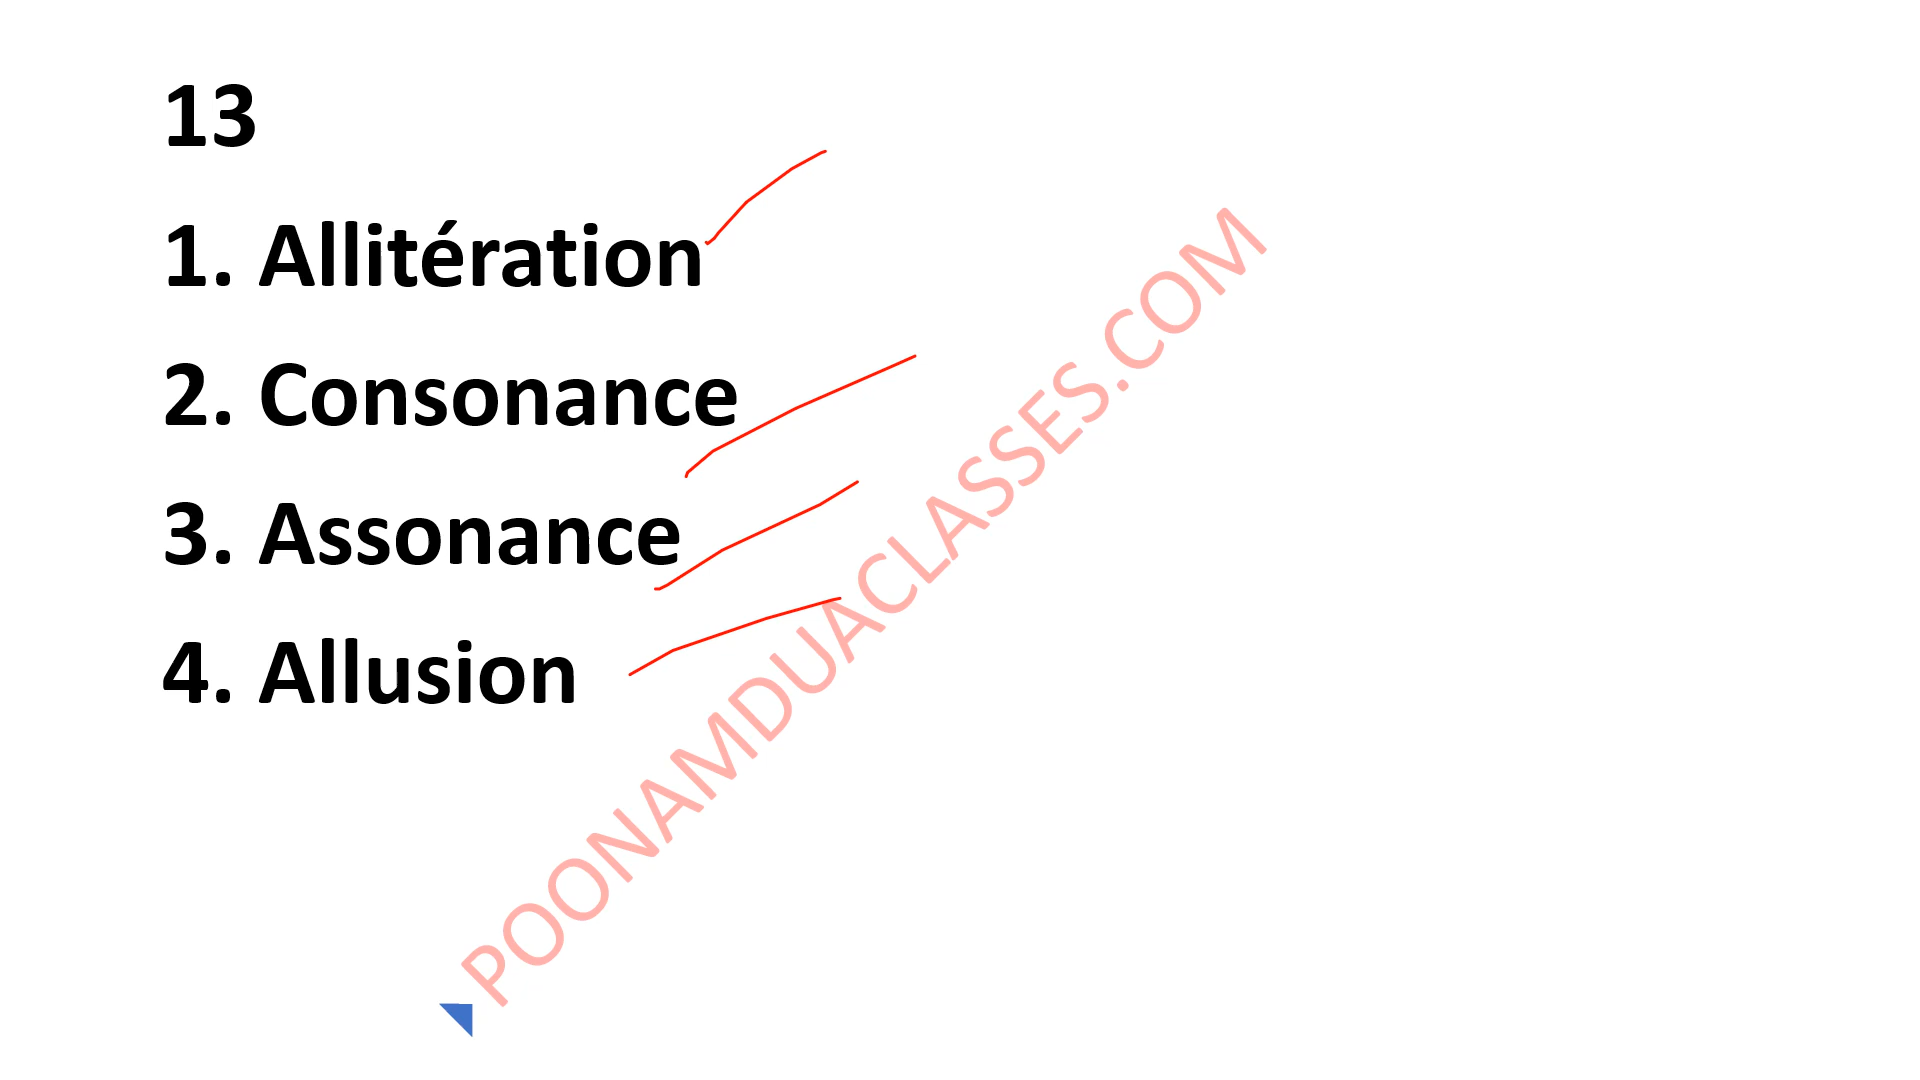 13
1. Allitération
2. Consonance
3. Assonance
4. Allusion
POONAMDUACLASSES.COM